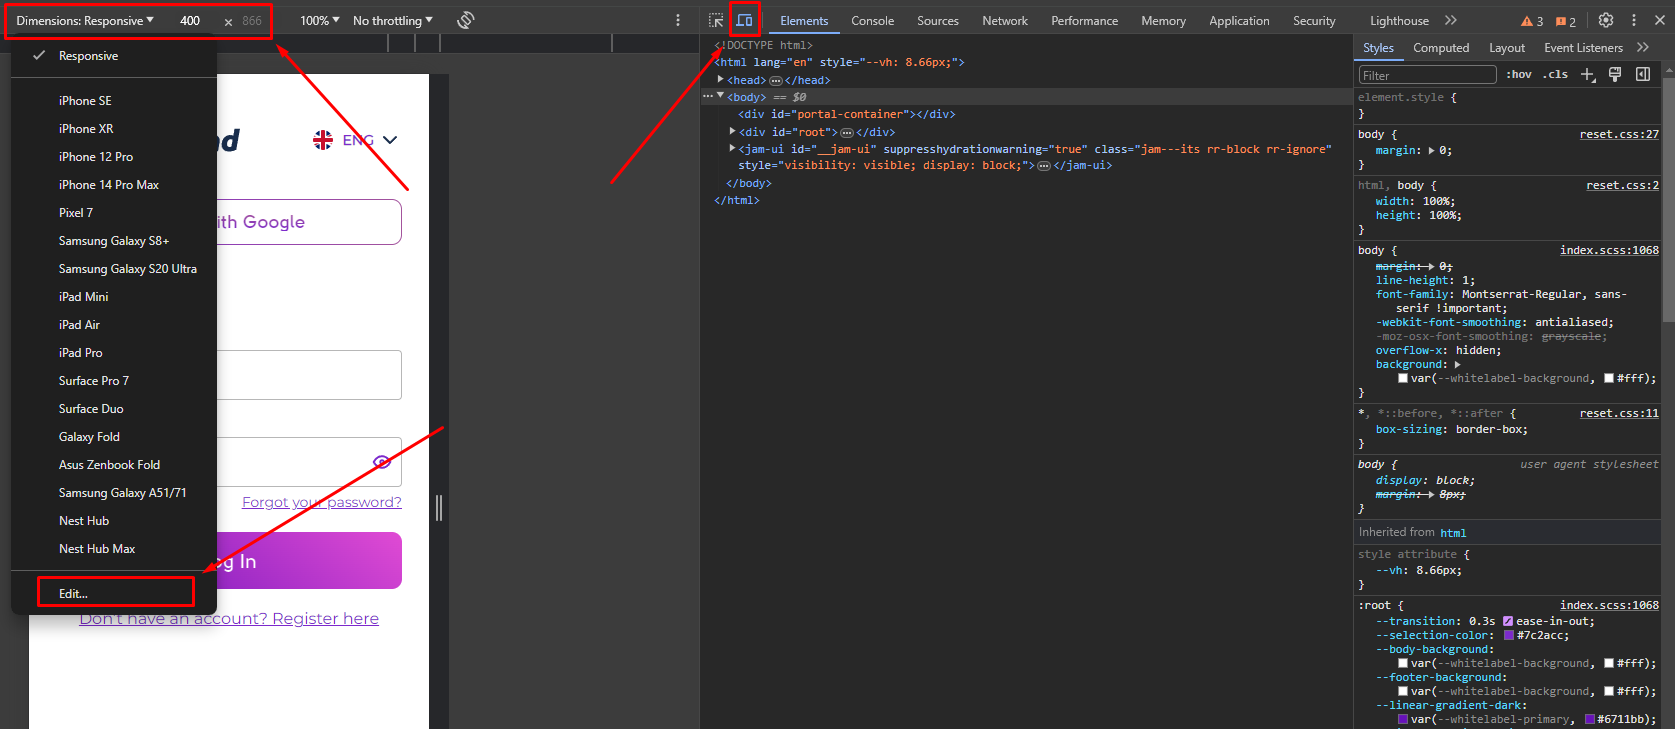 Dimensions: Responsive ▼ 400 × 866 100% ▼ No throttling ▼
Responsive
iPhone SE
iPhone XR
iPhone 12 Pro
iPhone 14 Pro Max
Pixel 7
Samsung Galaxy S8+
Samsung Galaxy S20 Ultra
iPad Mini
iPad Air
iPad Pro
Surface Pro 7
Surface Duo
Galaxy Fold
Asus Zenbook Fold
Samsung Galaxy A51/71
Nest Hub
Nest Hub Max
Edit...
ENG
ith Google
Forgot your password?
g In
Don't have an account? Register here
Elements Console Sources Network Performance Memory Application Security Lighthouse 3 2
<!DOCTYPE html>
<html lang="en" style="--vh: 8.66px;">
<head> … </head>
<body> == $0
<div id="portal-container"></div>
<div id="root"> … </div>
<jam-ui id="__jam-ui" suppresshydrationwarning="true" class="jam---its rr-block rr-ignore"
style="visibility: visible; display: block;"> … </jam-ui>
</body>
</html>
Styles Computed Layout Event Listeners
Filter :hov .cls
element.style {
}
body { reset.css:27
margin: 0;
}
html, body { reset.css:2
width: 100%;
height: 100%;
}
body { index.scss:1068
margin: 0;
line-height: 1;
font-family: Montserrat-Regular, sans-
serif !important;
-webkit-font-smoothing: antialiased;
-moz-osx-font-smoothing: grayscale;
overflow-x: hidden;
background:
var(--whitelabel-background, #fff);
}
*, *::before, *::after { reset.css:11
box-sizing: border-box;
}
body { user agent stylesheet
display: block;
margin: 8px;
}
Inherited from html
style attribute {
--vh: 8.66px;
}
:root { index.scss:1068
--transition: 0.3s ease-in-out;
--selection-color: #7c2acc;
--body-background:
var(--whitelabel-background, #fff);
--footer-background:
var(--whitelabel-background, #fff);
--linear-gradient-dark:
var(--whitelabel-primary, #6711bb);